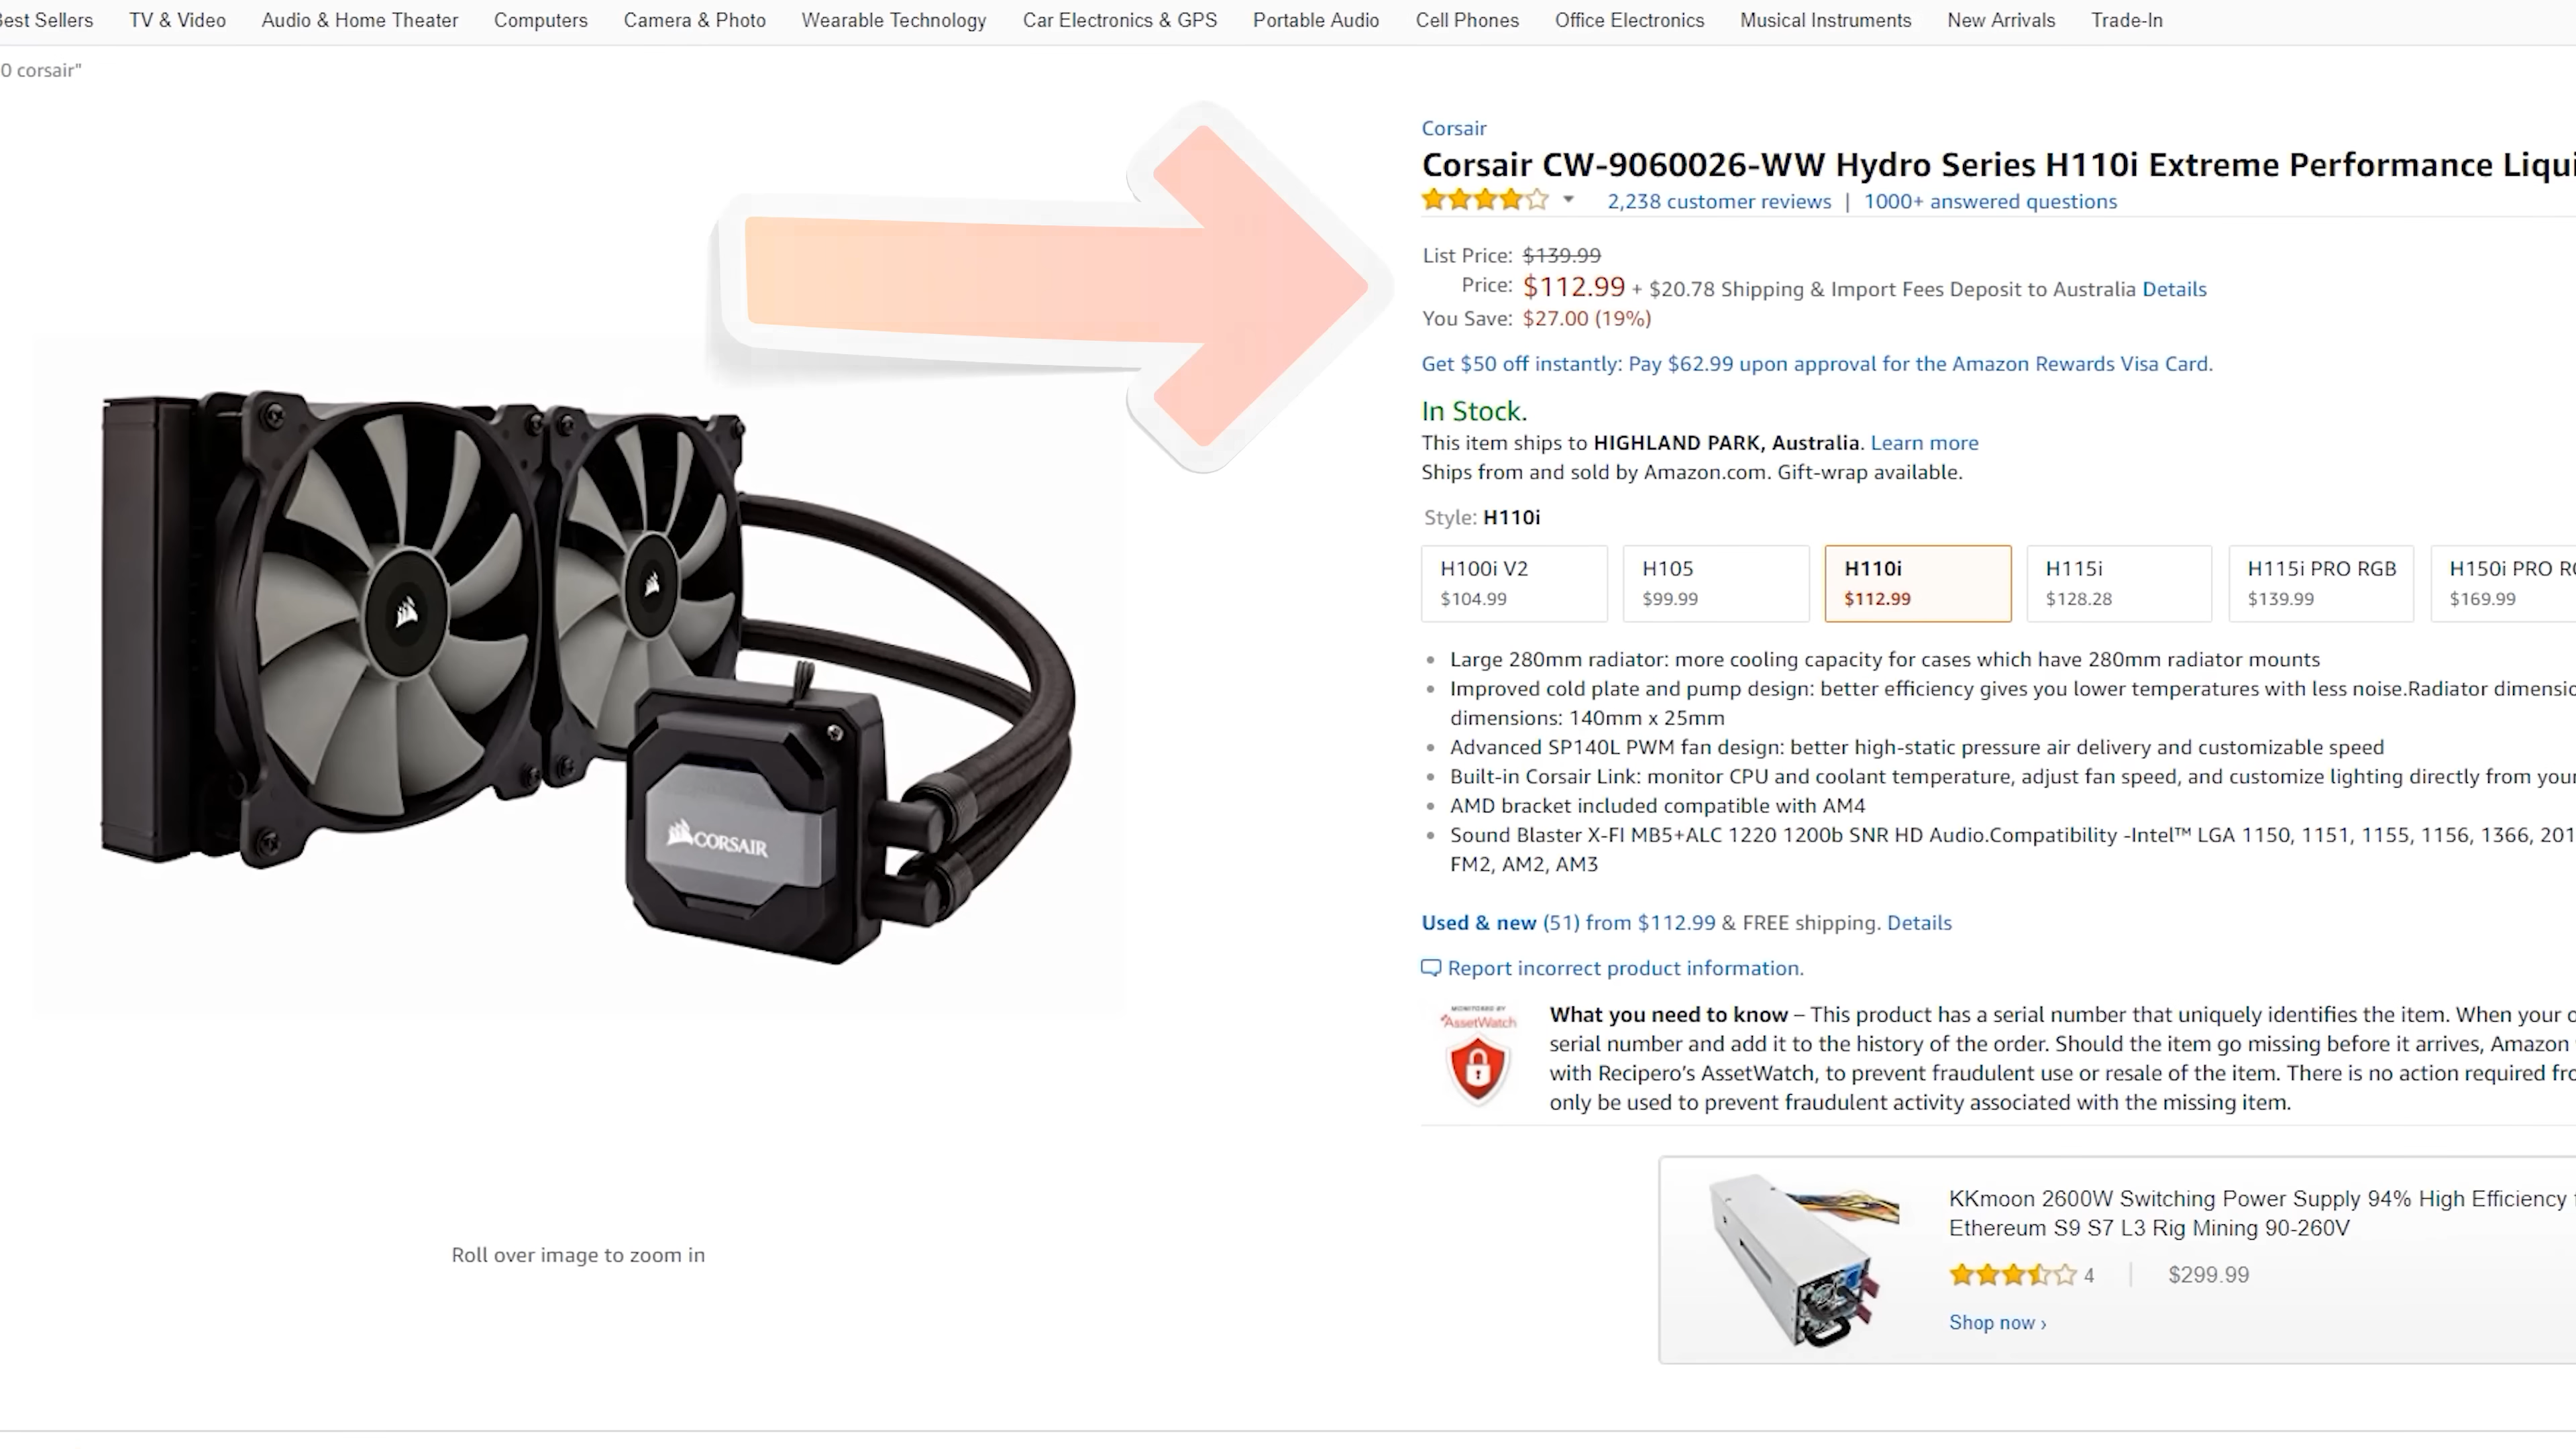 Best Sellers TV & Video Audio & Home Theater Computers Camera & Photo Wearable Technology Car Electronics & GPS Portable Audio Cell Phones Office Electronics Musical Instruments New Arrivals Trade-In
0 corsair"
Corsair
Corsair CW-9060026-WW Hydro Series H110i Extreme Performance Liqui
2,238 customer reviews | 1000+ answered questions
List Price: $139.99
Price: $112.99 + $20.78 Shipping & Import Fees Deposit to Australia Details
You Save: $27.00 (19%)
Get $50 off instantly: Pay $62.99 upon approval for the Amazon Rewards Visa Card.
In Stock.
This item ships to HIGHLAND PARK, Australia. Learn more
Ships from and sold by Amazon.com. Gift-wrap available.
Style: H110i
H100i V2 H105 H110i H115i H115i PRO RGB H150i PRO RG
$104.99 $99.99 $112.99 $128.28 $139.99 $169.99
Large 280mm radiator: more cooling capacity for cases which have 280mm radiator mounts
Improved cold plate and pump design: better efficiency gives you lower temperatures with less noise.Radiator dimensio
dimensions: 140mm x 25mm
Advanced SP140L PWM fan design: better high-static pressure air delivery and customizable speed
Built-in Corsair Link: monitor CPU and coolant temperature, adjust fan speed, and customize lighting directly from your
AMD bracket included compatible with AM4
Sound Blaster X-FI MB5+ALC 1220 1200b SNR HD Audio.Compatibility -Intel™ LGA 1150, 1151, 1155, 1156, 1366, 201
FM2, AM2, AM3
CORSAIR
Used & new (51) from $112.99 & FREE shipping. Details
Report incorrect product information.
MONITORED BY
AssetWatch
What you need to know – This product has a serial number that uniquely identifies the item. When your o
serial number and add it to the history of the order. Should the item go missing before it arrives, Amazon
with Recipero's AssetWatch, to prevent fraudulent use or resale of the item. There is no action required fro
only be used to prevent fraudulent activity associated with the missing item.
KKmoon 2600W Switching Power Supply 94% High Efficiency
Ethereum S9 S7 L3 Rig Mining 90-260V
4 | $299.99
Shop now ›
Roll over image to zoom in